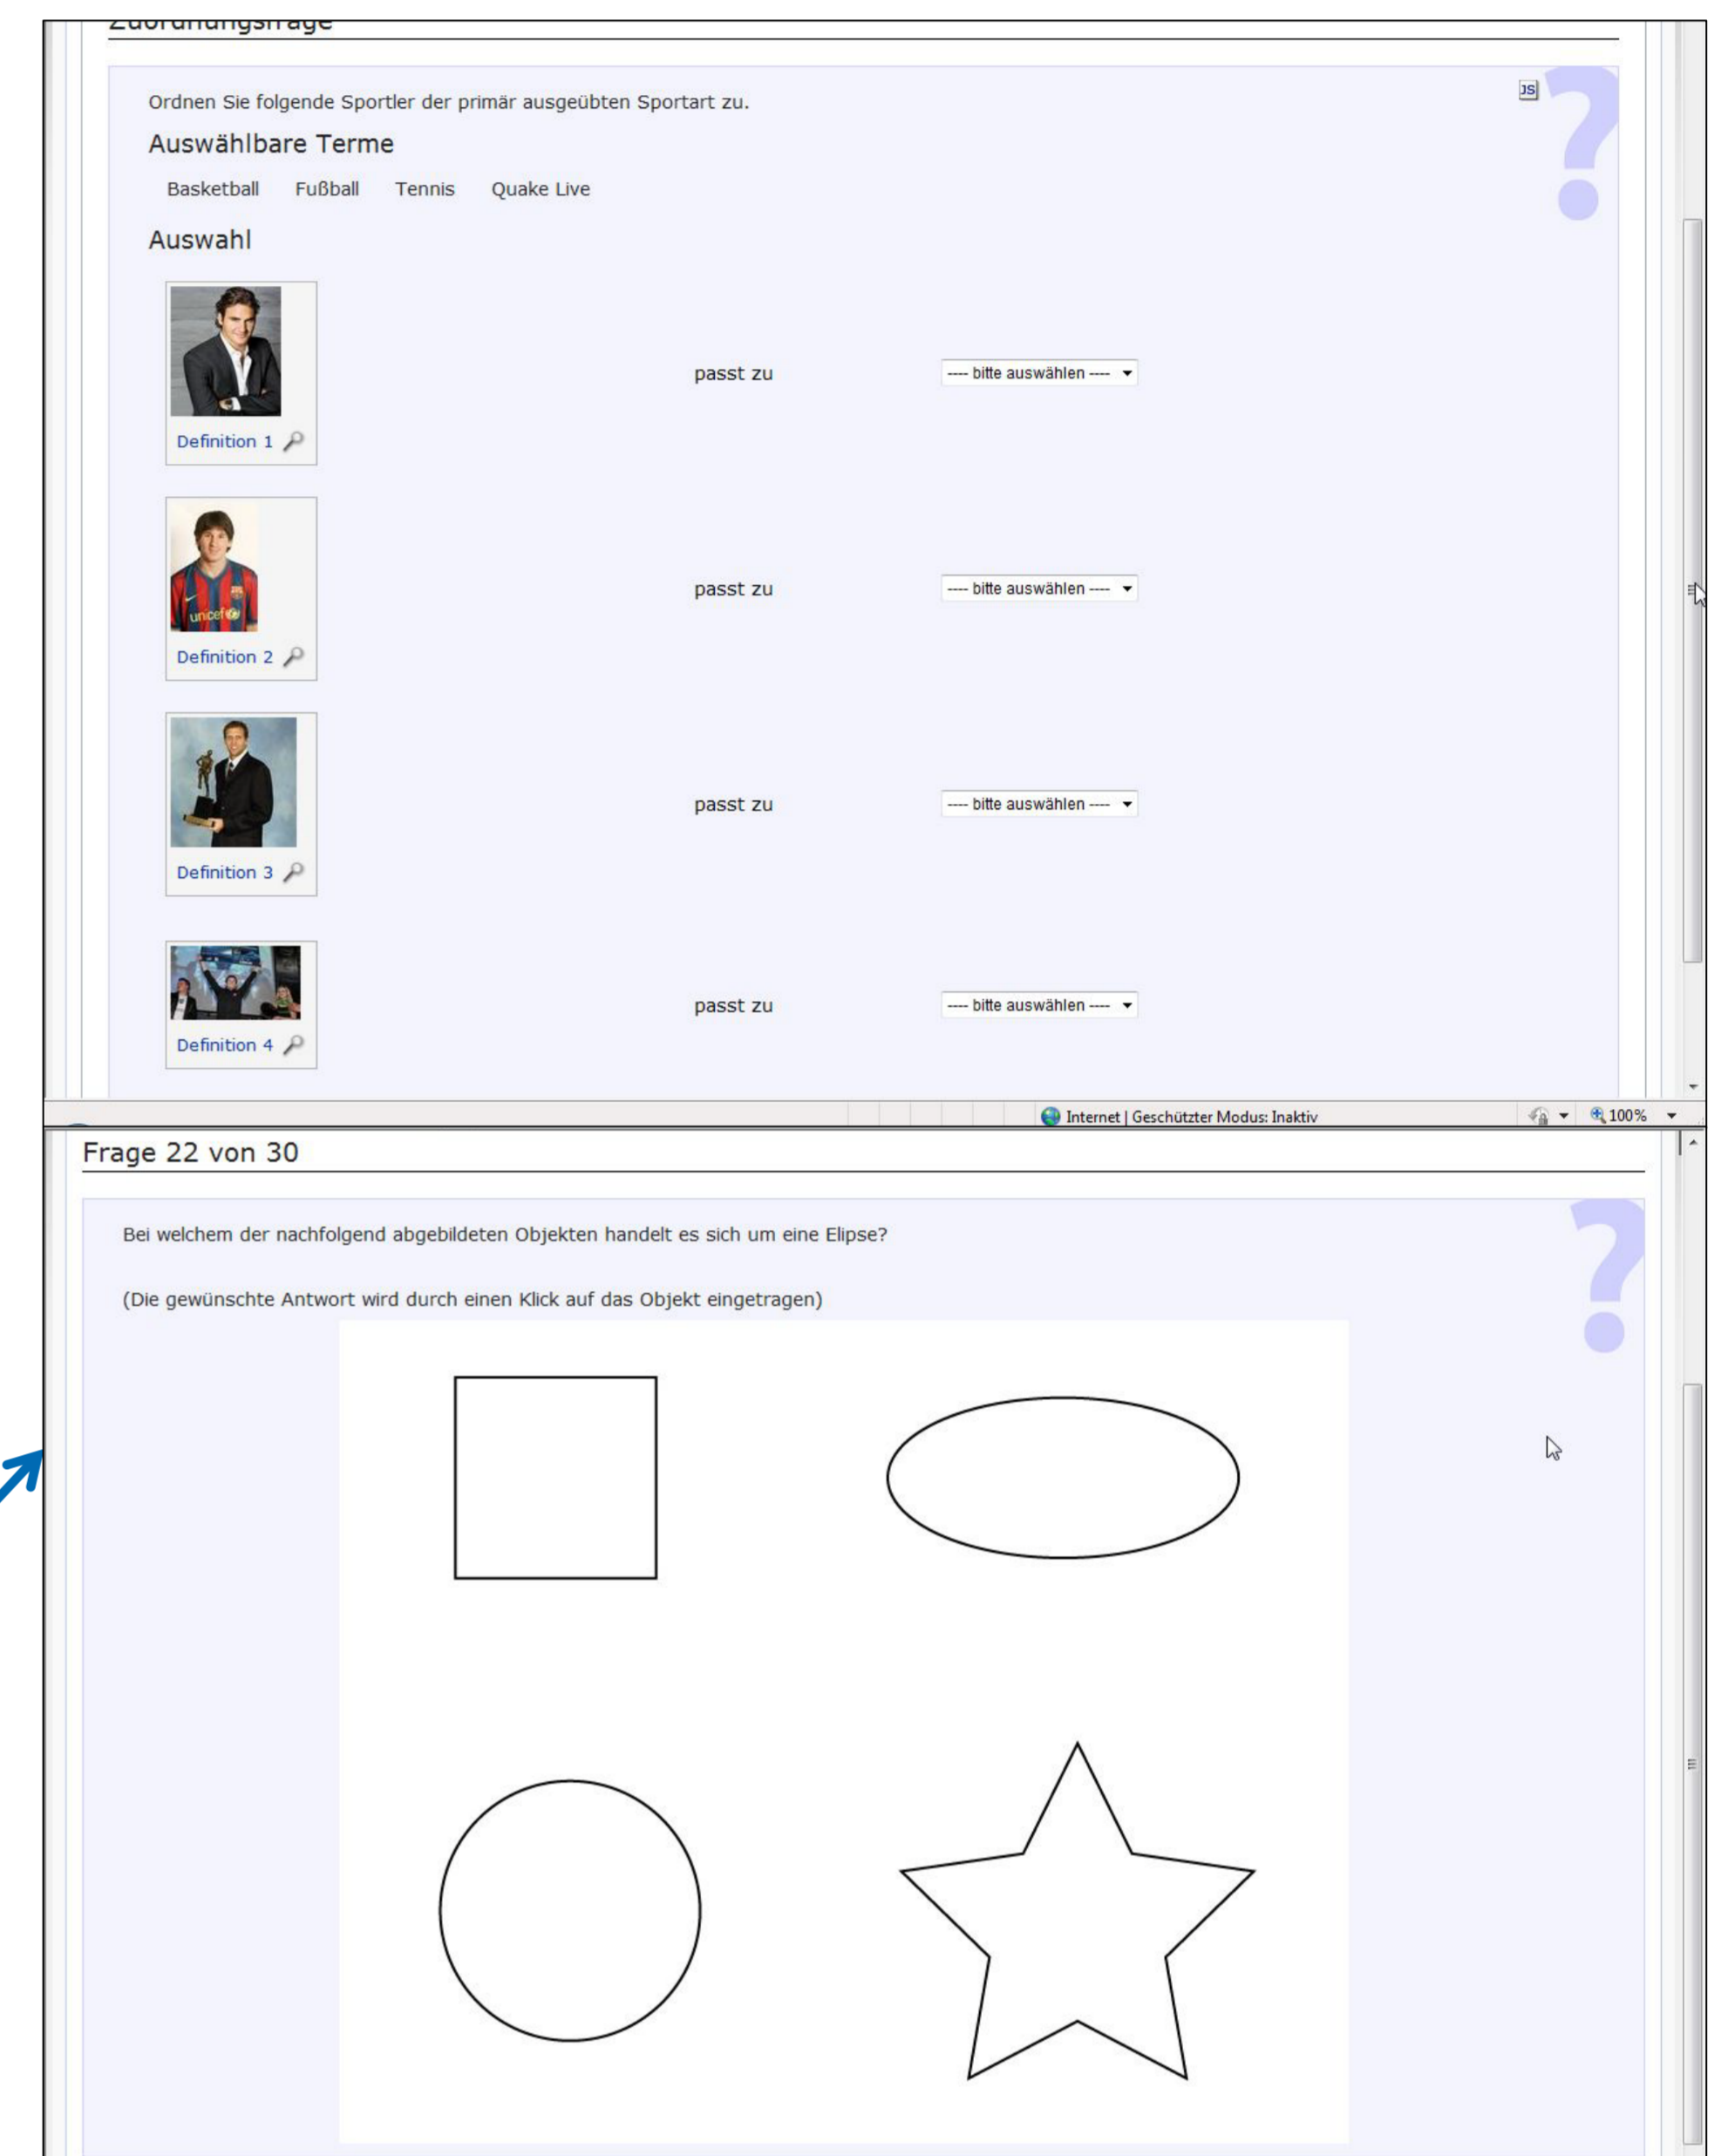 Zuordnungsfrage
Ordnen Sie folgende Sportler der primär ausgeübten Sportart zu.
JS
Auswählbare Terme
Basketball Fußball Tennis Quake Live
Auswahl
passt zu ---- bitte auswählen ----
Definition 1
unicef
passt zu ---- bitte auswählen ----
Definition 2
passt zu ---- bitte auswählen ----
Definition 3
passt zu ---- bitte auswählen ----
Definition 4
Internet | Geschützter Modus: Inaktiv 100%
Frage 22 von 30
Bei welchem der nachfolgend abgebildeten Objekten handelt es sich um eine Elipse?
(Die gewünschte Antwort wird durch einen Klick auf das Objekt eingetragen)